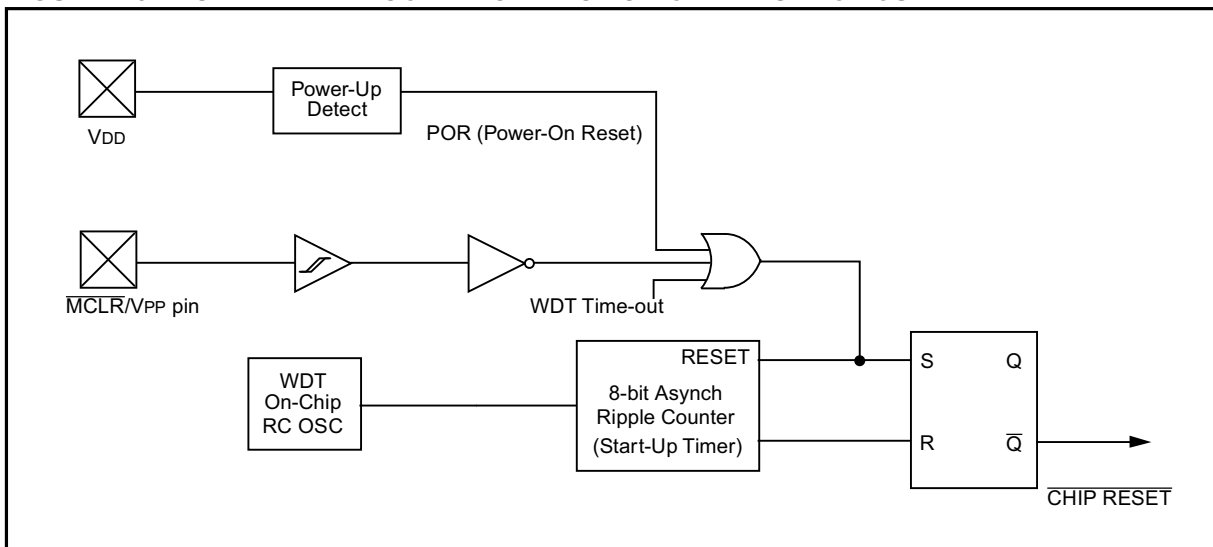 Power-Up
Detect
VDD
POR (Power-On Reset)
MCLR/VPP pin
WDT Time-out
WDT
On-Chip
RC OSC
RESET
8-bit Asynch
Ripple Counter
(Start-Up Timer)
S Q
R Q̅
CHIP RESET